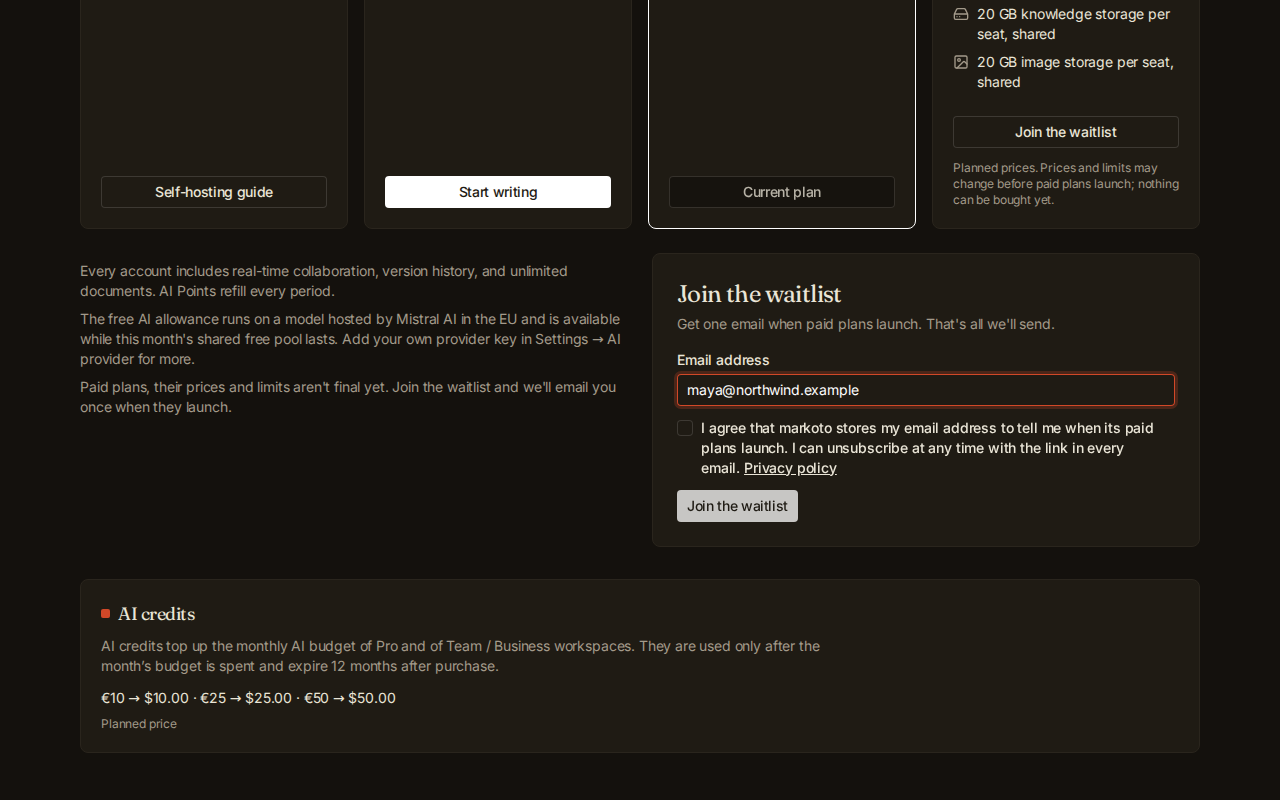 20 GB knowledge storage per
seat, shared
20 GB image storage per seat,
shared
Join the waitlist
Planned prices. Prices and limits may
change before paid plans launch; nothing
can be bought yet.
Self-hosting guide
Start writing
Current plan
Every account includes real-time collaboration, version history, and unlimited
documents. AI Points refill every period.
The free AI allowance runs on a model hosted by Mistral AI in the EU and is available
while this month's shared free pool lasts. Add your own provider key in Settings → AI
provider for more.
Paid plans, their prices and limits aren't final yet. Join the waitlist and we'll email you
once when they launch.
Join the waitlist
Get one email when paid plans launch. That's all we'll send.
Email address
maya@northwind.example
I agree that markoto stores my email address to tell me when its paid
plans launch. I can unsubscribe at any time with the link in every
email. Privacy policy
Join the waitlist
AI credits
AI credits top up the monthly AI budget of Pro and of Team / Business workspaces. They are used only after the
month's budget is spent and expire 12 months after purchase.
€10 → $10.00 · €25 → $25.00 · €50 → $50.00
Planned price